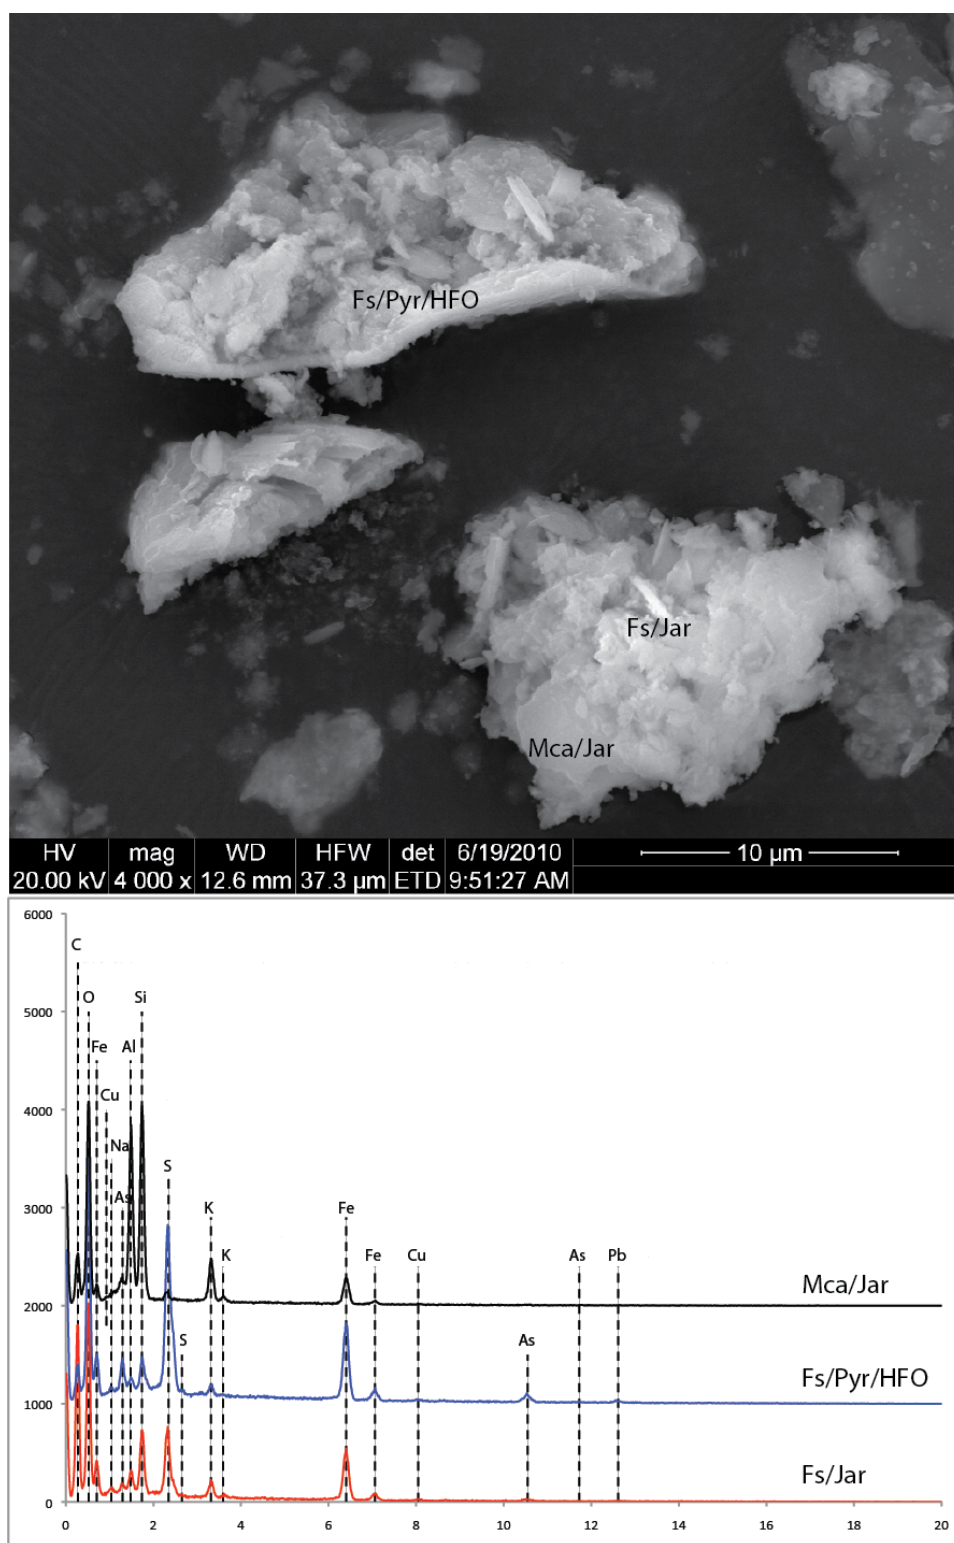 Fs/Pyr/HFO
Fs/Jar
Mca/Jar
HV mag WD HFW det 6/19/2010 10 µm
20.00 kV 4 000 x 12.6 mm 37.3 µm ETD 9:51:27 AM
6000
C
5000
O Si
Fe Al
Cu
4000
Na
S
As
3000
K Fe
K Fe Cu As Pb
2000
Mca/Jar
S As
Fs/Pyr/HFO
1000
Fs/Jar
0
0 2 4 6 8 10 12 14 16 18 20